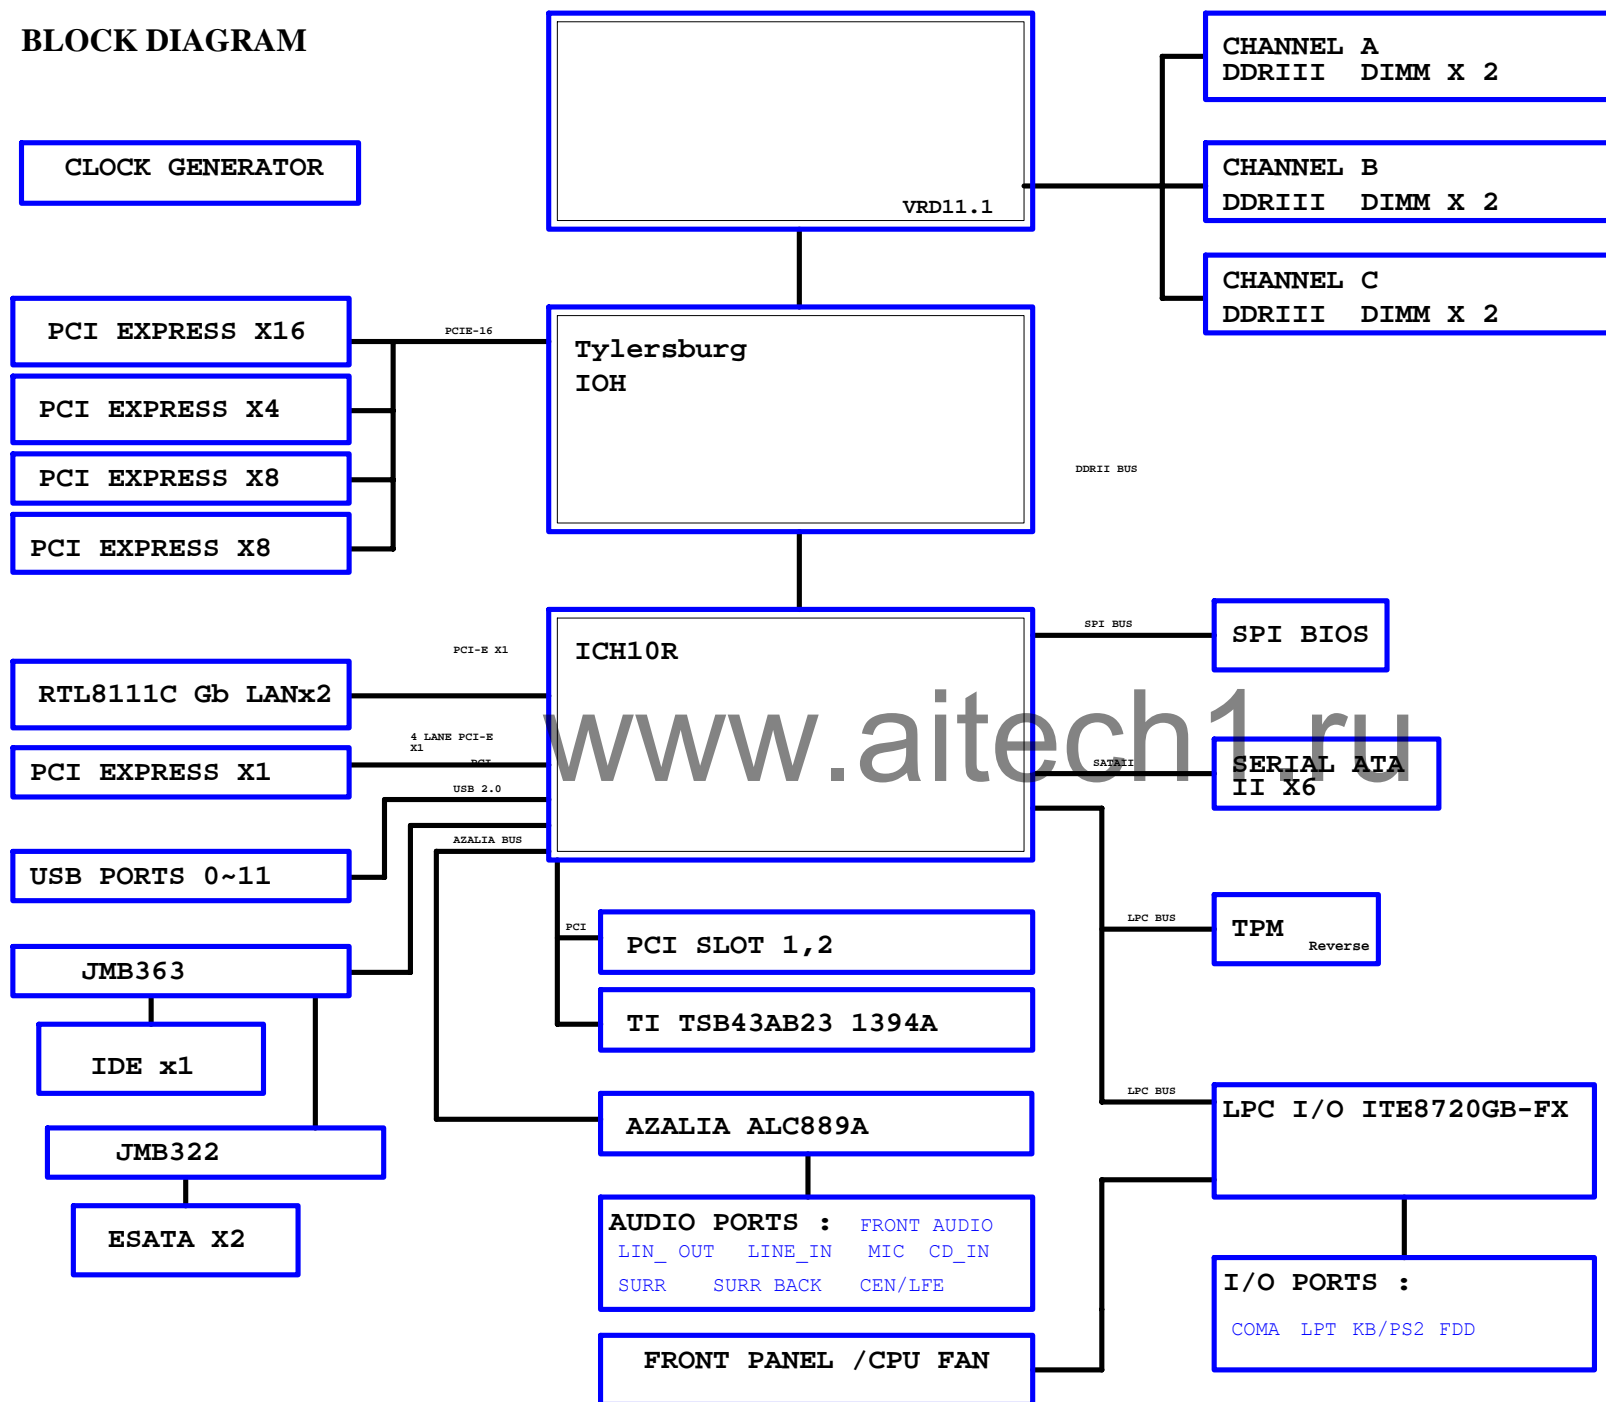 BLOCK DIAGRAM
CLOCK GENERATOR
VRD11.1
CHANNEL A
DDRIII DIMM X 2
CHANNEL B
DDRIII DIMM X 2
CHANNEL C
DDRIII DIMM X 2
PCI EXPRESS X16
PCI EXPRESS X4
PCI EXPRESS X8
PCI EXPRESS X8
PCIE-16
Tylersburg
IOH
DDRII BUS
RTL8111C Gb LANx2
PCI EXPRESS X1
USB PORTS 0~11
PCI-E X1
4 LANE PCI-E
X1
PCI
USB 2.0
AZALIA BUS
ICH10R
SPI BUS
SPI BIOS
www.aitech1.ru
SATAII
SERIAL ATA
II X6
LPC BUS
TPM
Reverse
JMB363
IDE x1
JMB322
ESATA X2
PCI
PCI SLOT 1,2
TI TSB43AB23 1394A
AZALIA ALC889A
AUDIO PORTS : FRONT AUDIO
LIN_ OUT LINE_IN MIC CD_IN
SURR SURR BACK CEN/LFE
FRONT PANEL /CPU FAN
LPC BUS
LPC I/O ITE8720GB-FX
I/O PORTS :
COMA LPT KB/PS2 FDD